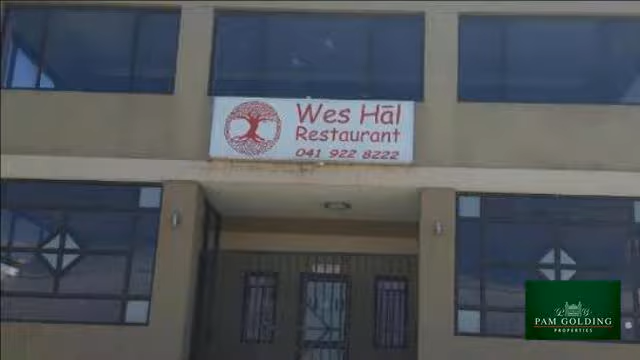 Wes Hāl
Restaurant
041 922 8222
PAM GOLDING
PROPERTIES